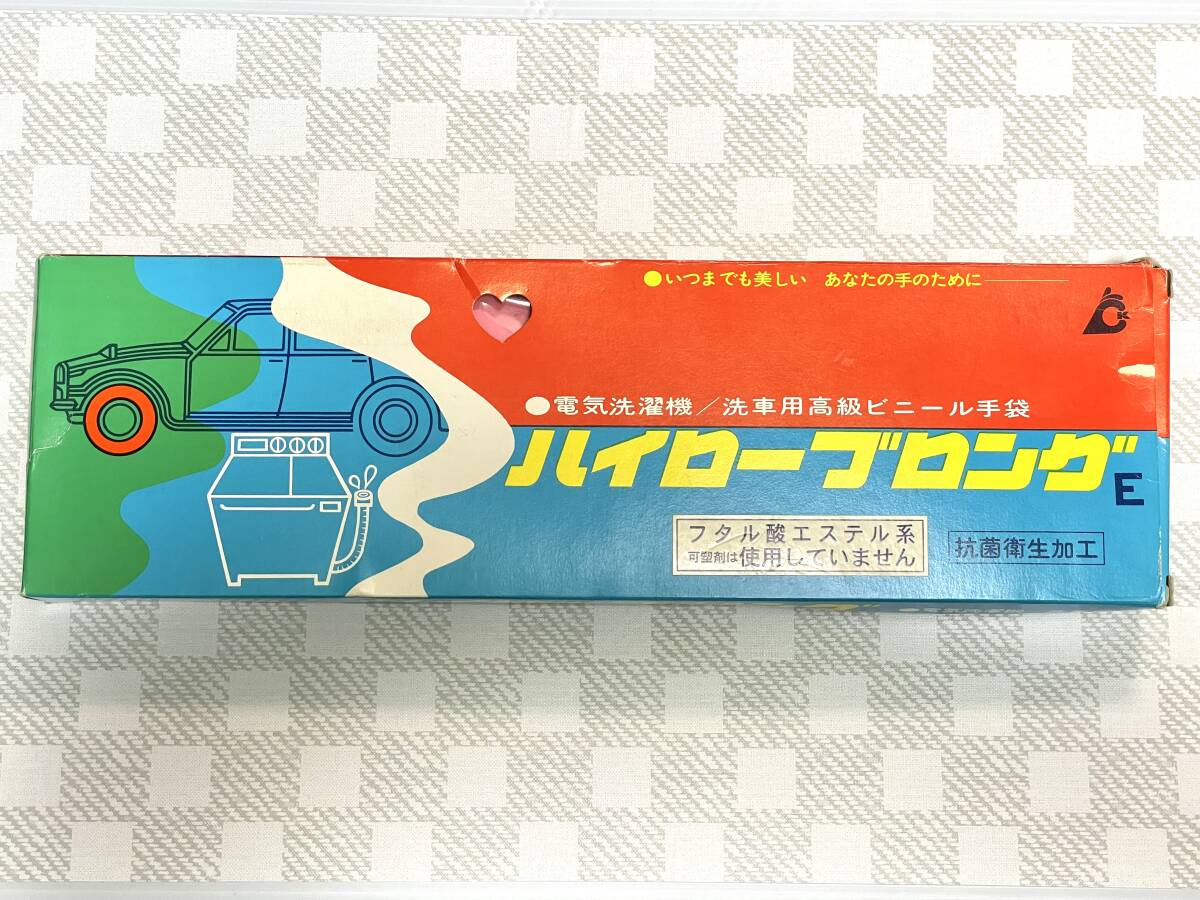 ●いつまでも美しい あなたの手のために
K
●電気洗濯機/洗車用高級ビニール手袋
ハイローブロング E
フタル酸エステル系
可塑剤は使用していません
抗菌衛生加工